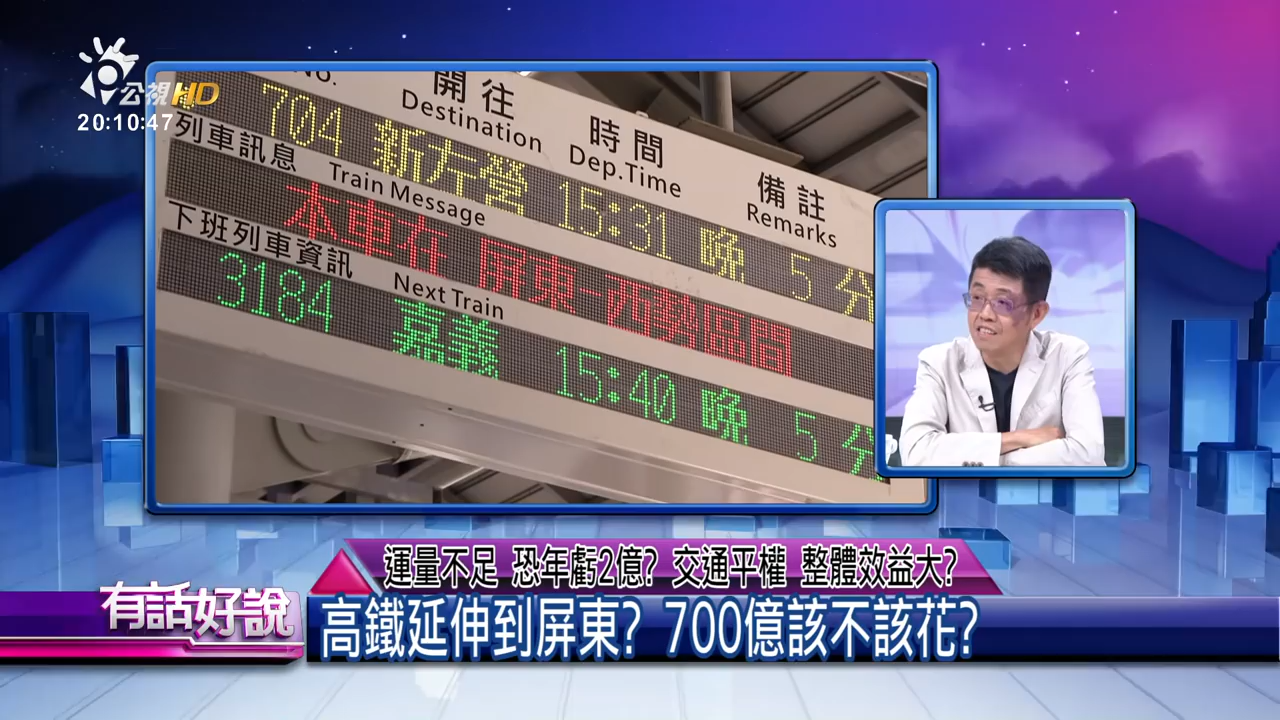 公視HD
20:10:47
No. 開往 時間 備註
Destination Dep.Time Remarks
704 新左營 15:31 晚 5 分
列車訊息 Train Message
本車在 屏東-西勢區間
下班列車資訊 Next Train
3184 嘉義 15:40 晚 5 分
運量不足 恐年虧2億? 交通平權 整體效益大?
有話好說
高鐵延伸到屏東? 700億該不該花?